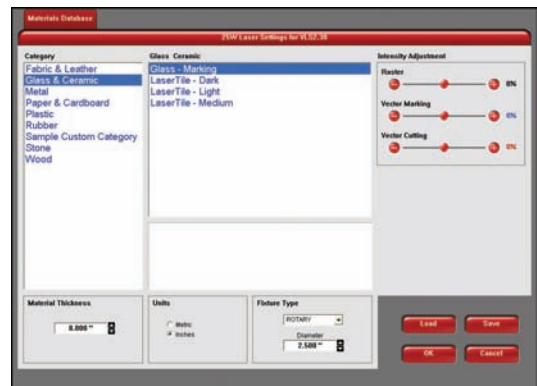 Materials Database
25W Laser Settings for VLS2.30
Category
Fabric & Leather
Glass & Ceramic
Metal
Paper & Cardboard
Plastic
Rubber
Sample Custom Category
Stone
Wood
Glass Ceramic
Glass - Marking
LaserTile - Dark
LaserTile - Light
LaserTile - Medium
Intensity Adjustment
Raster
0%
Vector Marking
0%
Vector Cutting
0%
Material Thickness
0.000 "
Units
Metric
Inches
Fixture Type
ROTARY
Diameter
2.500 "
Load
Save
OK
Cancel